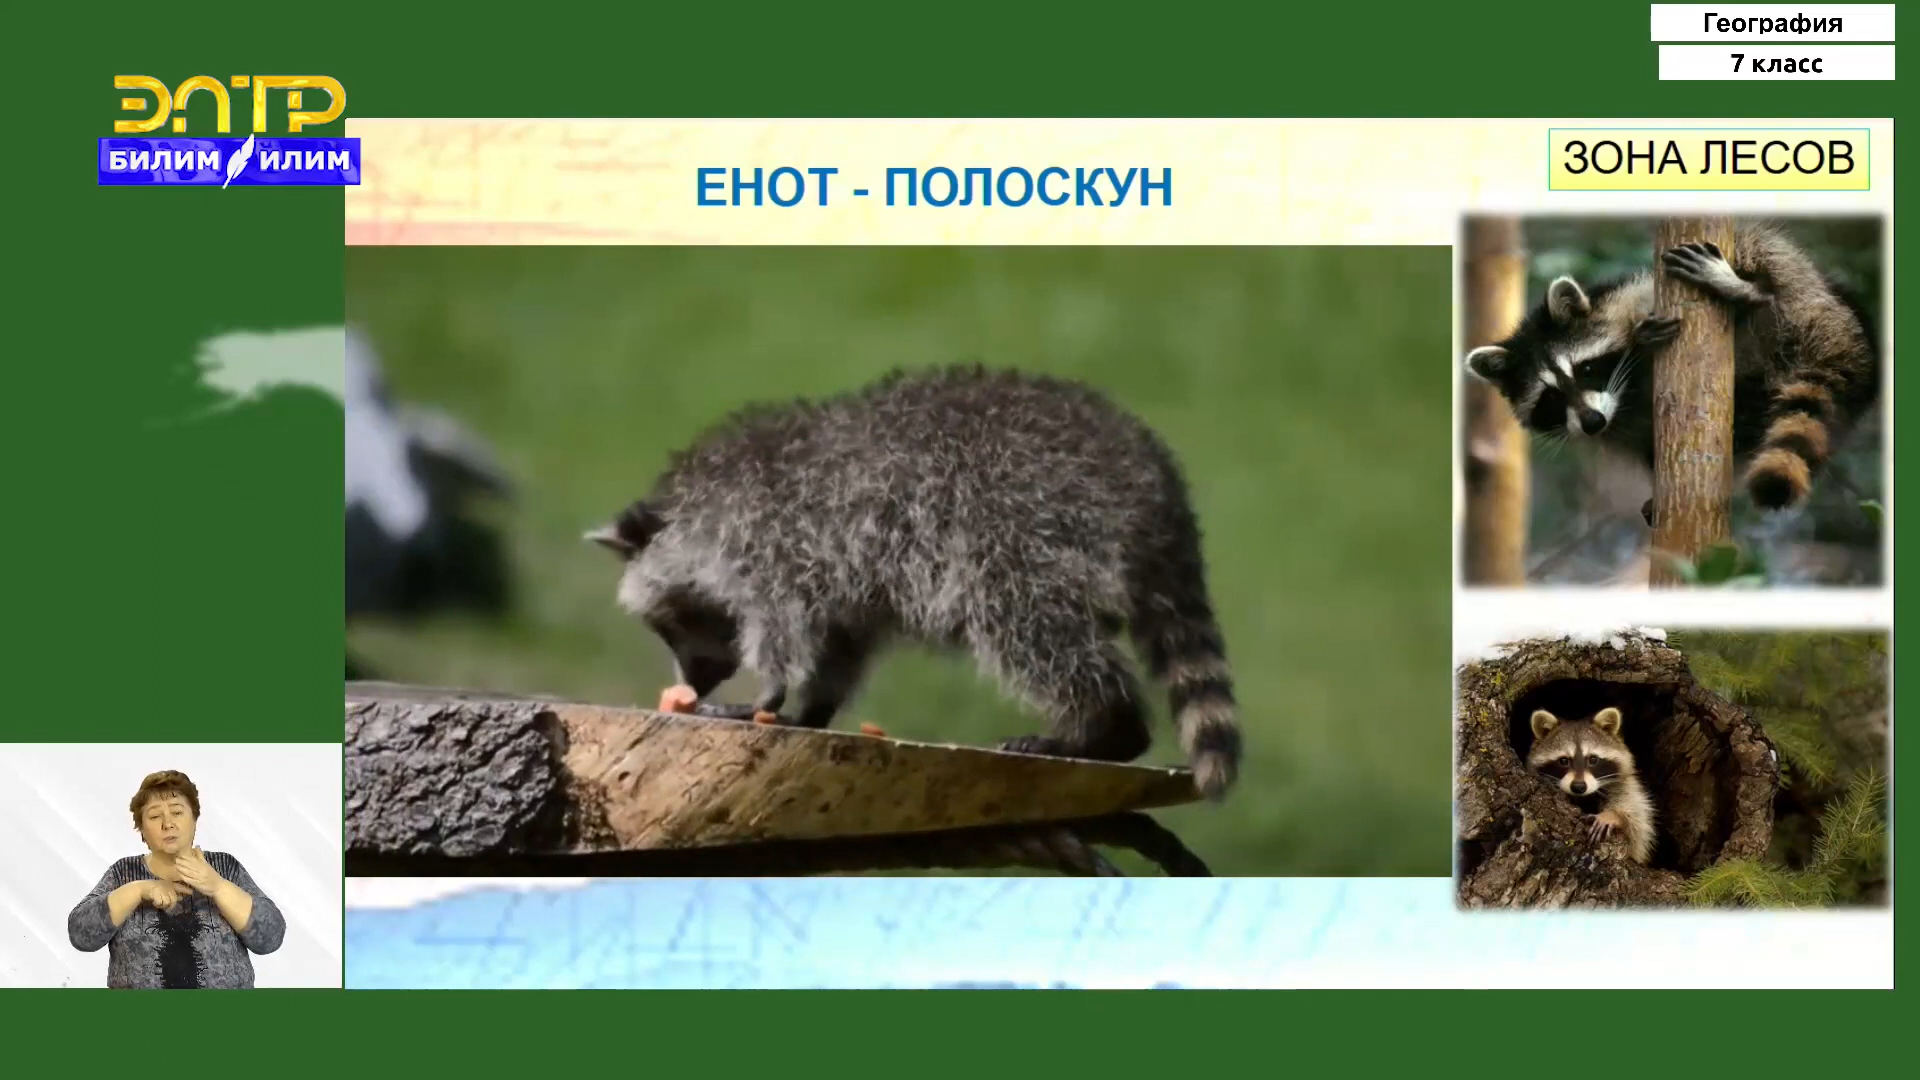 География
7 класс
ЭЛТР
БИЛИМ ИЛИМ
ЕНОТ - ПОЛОСКУН
ЗОНА ЛЕСОВ